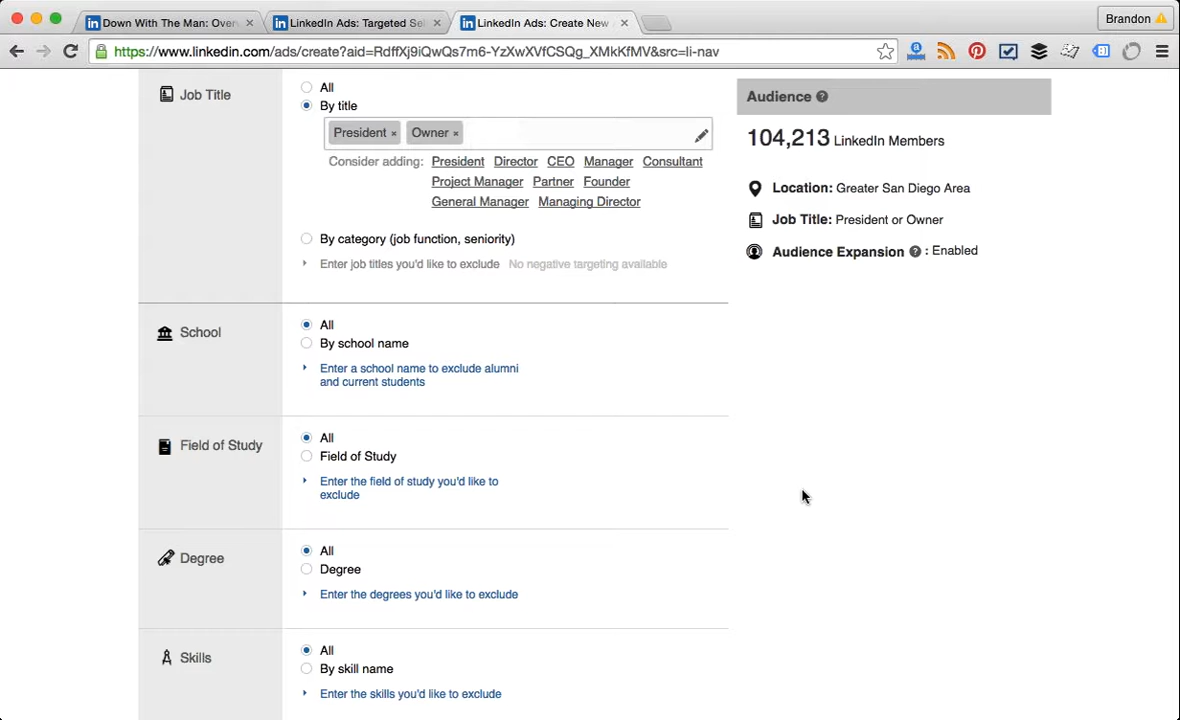 Down With The Man: Over
LinkedIn Ads: Targeted Sel
LinkedIn Ads: Create New
Brandon
https://www.linkedin.com/ads/create?aid=RdffXj9iQwQs7m6-YzXwXVfCSQg_XMkKfMV&src=li-nav
Job Title
All
By title
President × Owner ×
Consider adding: President Director CEO Manager Consultant
Project Manager Partner Founder
General Manager Managing Director
By category (job function, seniority)
Enter job titles you'd like to exclude No negative targeting available
School
All
By school name
Enter a school name to exclude alumni
and current students
Field of Study
All
Field of Study
Enter the field of study you'd like to
exclude
Degree
All
Degree
Enter the degrees you'd like to exclude
Skills
All
By skill name
Enter the skills you'd like to exclude
Audience ?
104,213 LinkedIn Members
Location: Greater San Diego Area
Job Title: President or Owner
Audience Expansion ? : Enabled